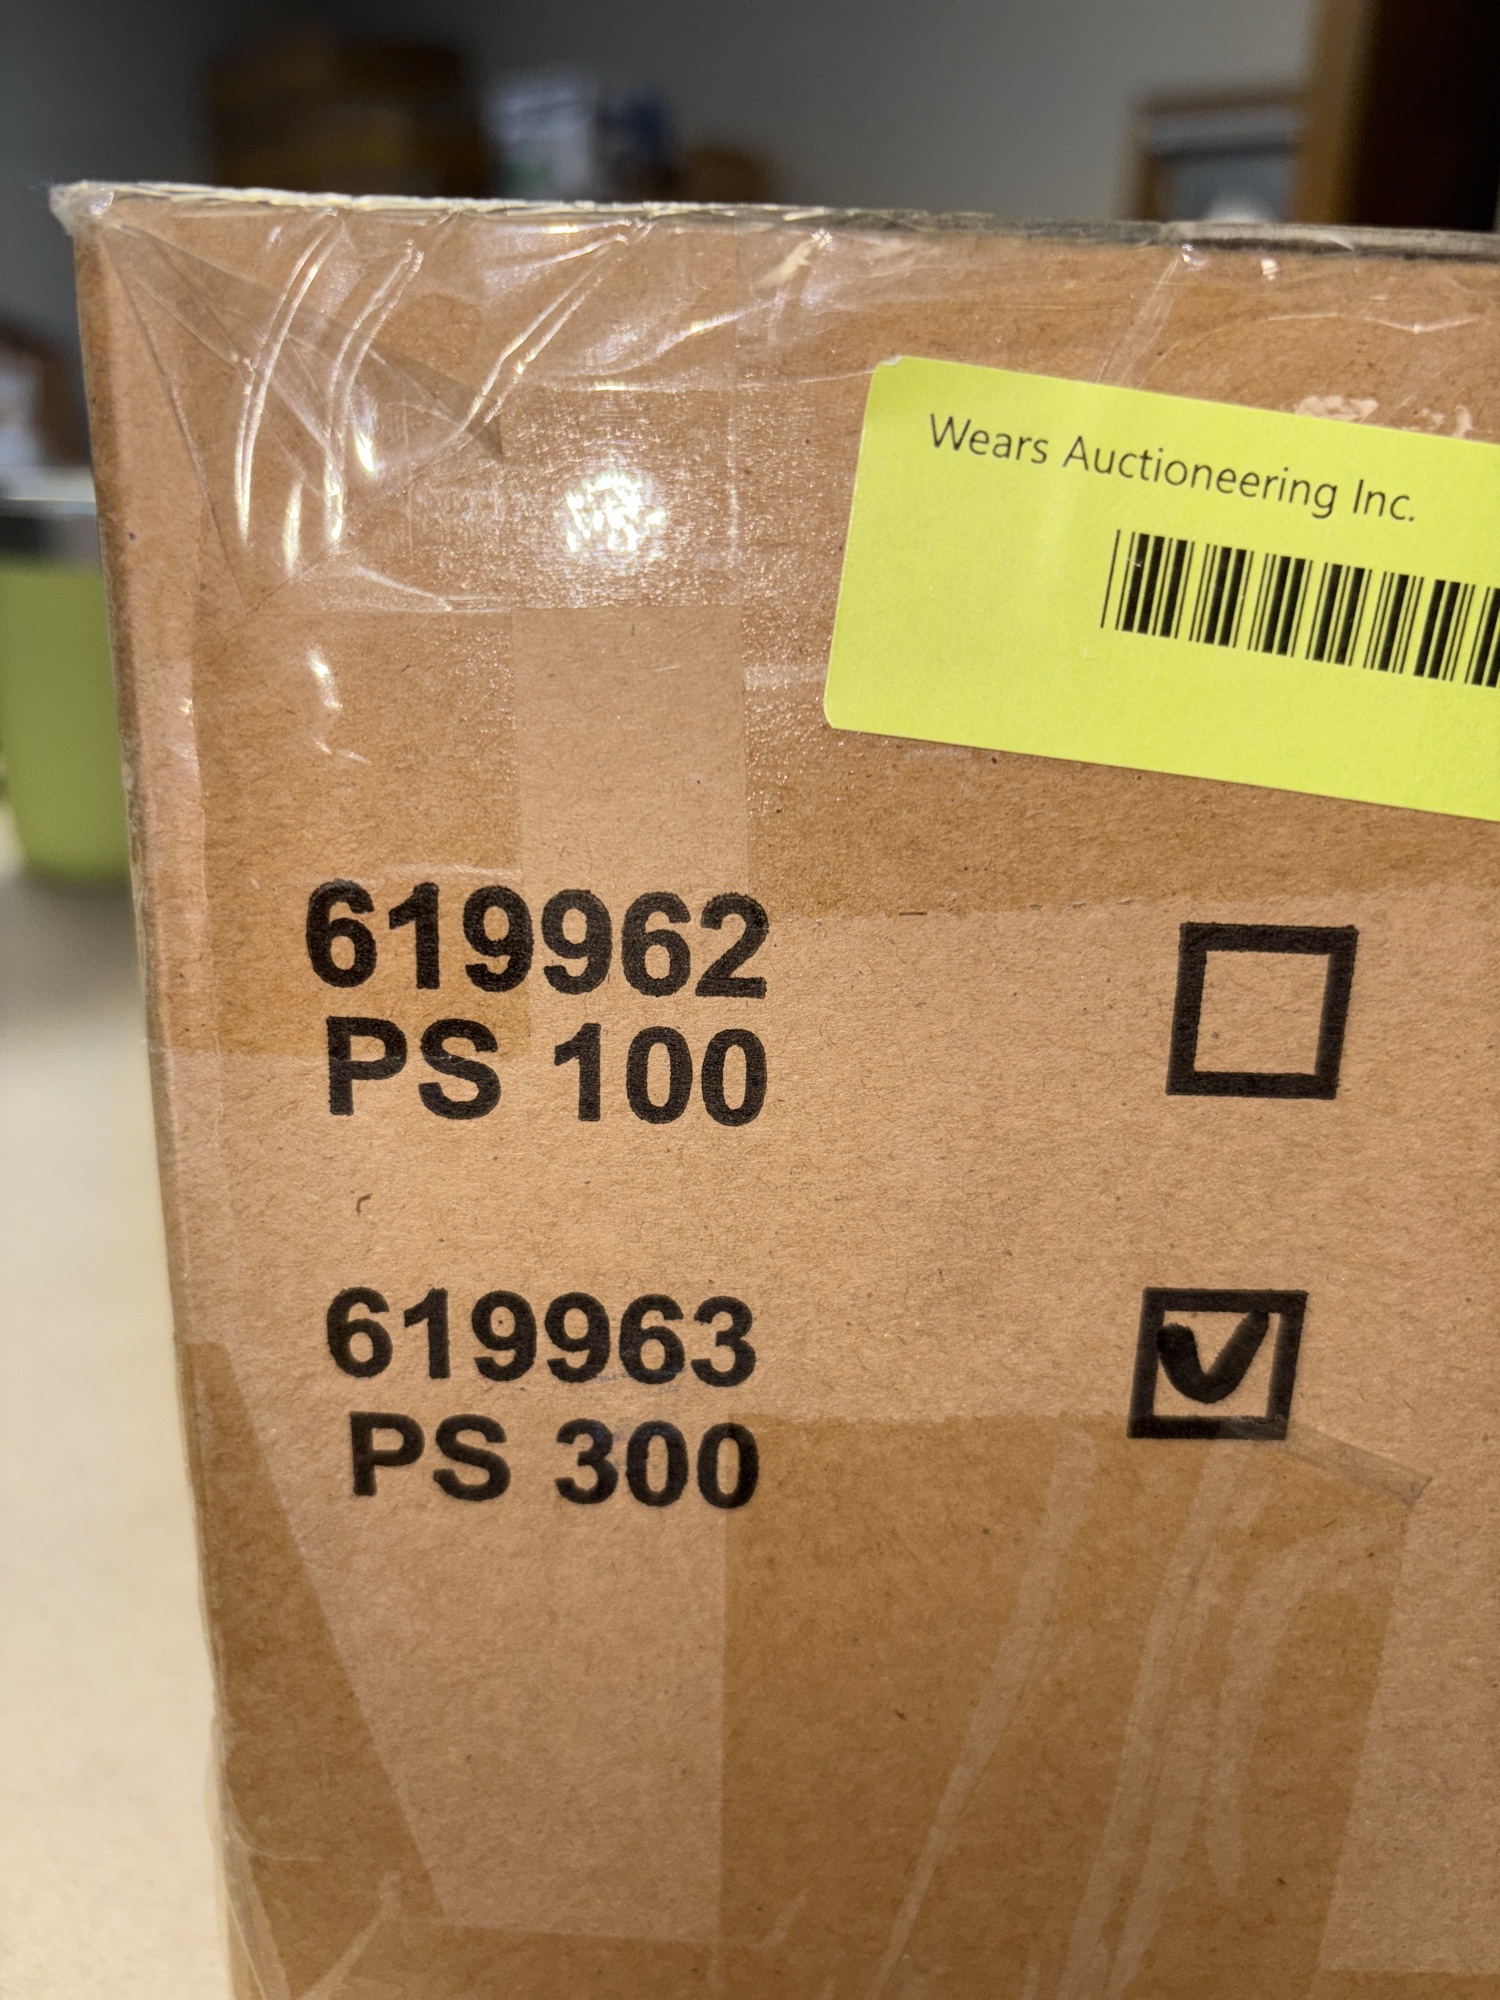 Wears Auctioneering Inc.
619962
PS 100
619963
PS 300